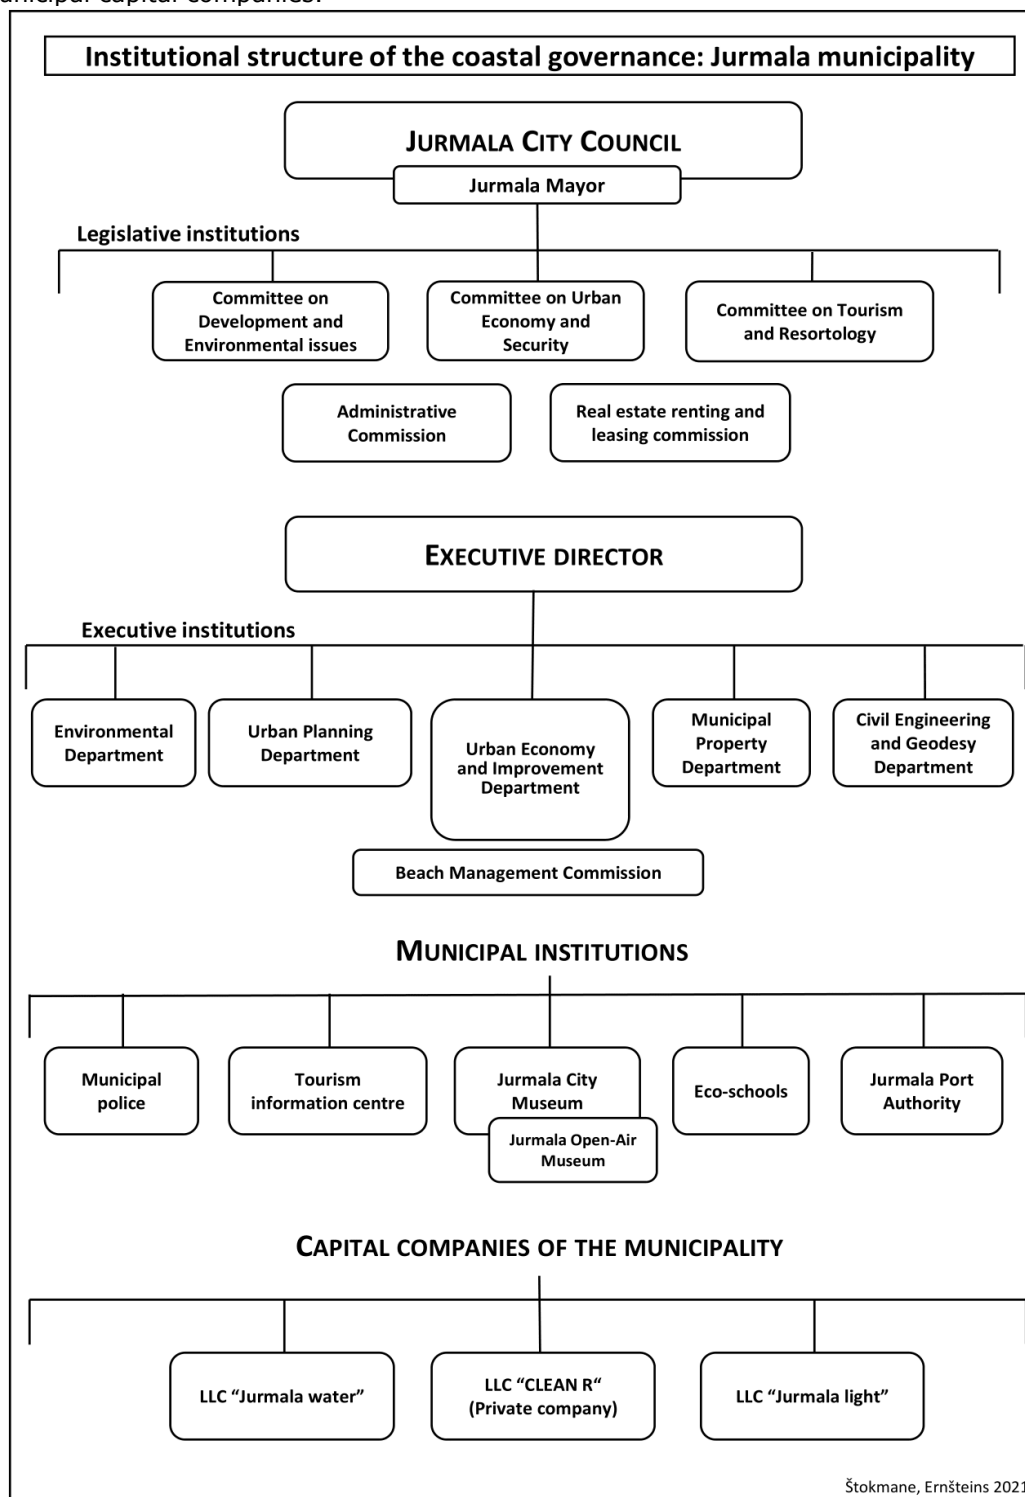 unicipal capital companies.
Institutional structure of the coastal governance: Jurmala municipality
JURMALA CITY COUNCIL
Jurmala Mayor
Legislative institutions
Committee on
Development and
Environmental issues
Committee on Urban
Economy and
Security
Committee on Tourism
and Resortology
Administrative
Commission
Real estate renting and
leasing commission
EXECUTIVE DIRECTOR
Executive institutions
Environmental
Department
Urban Planning
Department
Urban Economy
and Improvement
Department
Municipal
Property
Department
Civil Engineering
and Geodesy
Department
Beach Management Commission
MUNICIPAL INSTITUTIONS
Municipal
police
Tourism
information centre
Jurmala City
Museum
Jurmala Open-Air
Museum
Eco-schools
Jurmala Port
Authority
CAPITAL COMPANIES OF THE MUNICIPALITY
LLC “Jurmala water”
LLC “CLEAN R“
(Private company)
LLC “Jurmala light”
Štokmane, Ernšteins 2021